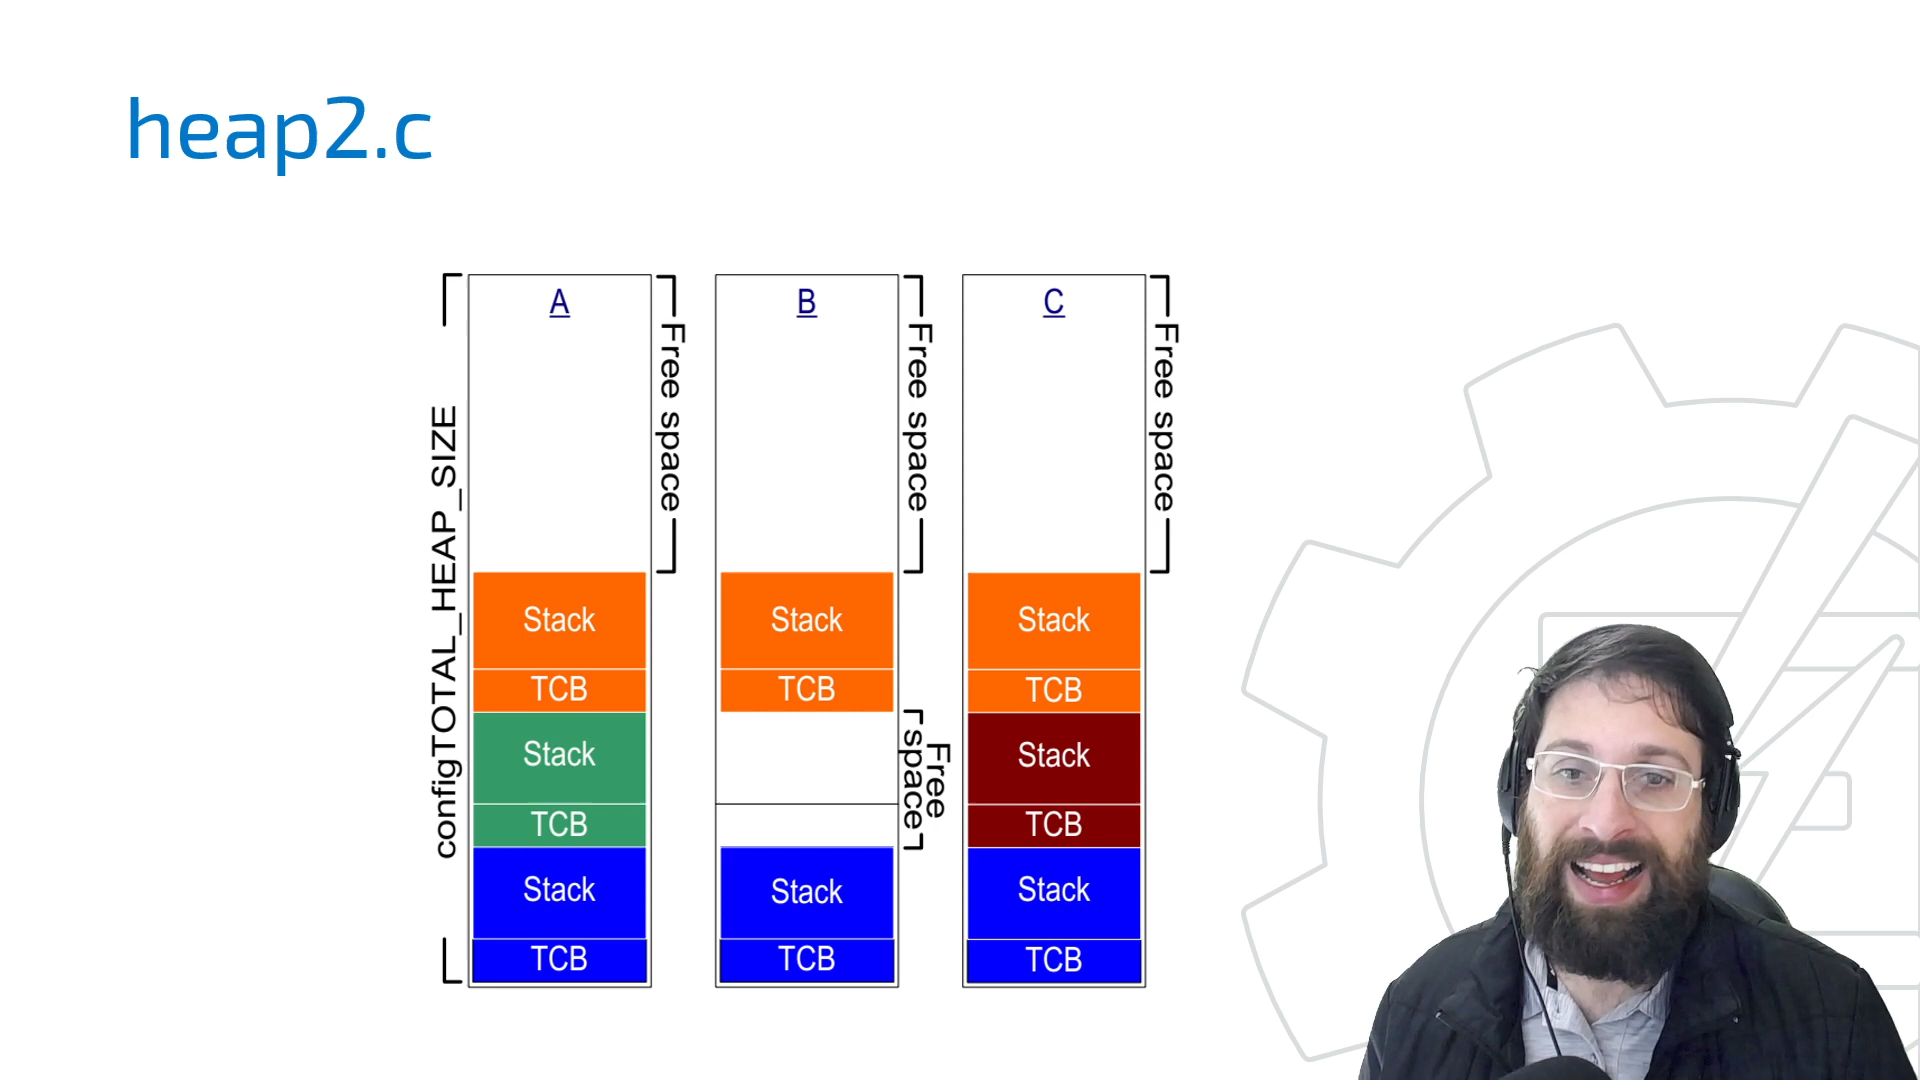 heap2.c
configTOTAL_HEAP_SIZE
A
Free space
Stack
TCB
Stack
TCB
Stack
TCB
B
Free space
Stack
TCB
Free
space
Stack
TCB
C
Free space
Stack
TCB
Stack
TCB
Stack
TCB